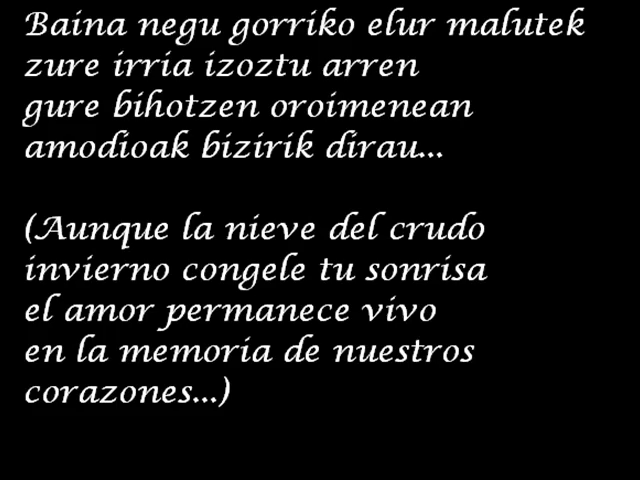 Baina negu gorriko elur malutek
zure irria izoztu arren
gure bihotzen oroimenean
amodioak bizirik dirau...
(Aunque la nieve del crudo
invierno congele tu sonrisa
el amor permanece vivo
en la memoria de nuestros
corazones...)